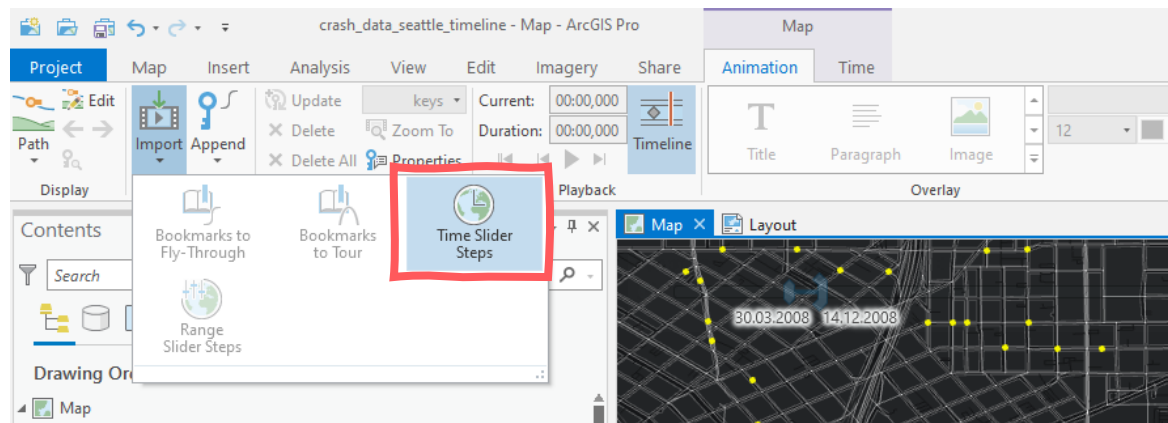 crash_data_seattle_timeline - Map - ArcGIS Pro
Map
Project Map Insert Analysis View Edit Imagery Share Animation Time
Edit
Path
Import
Append
Update
Delete
Delete All
keys
Zoom To
Properties
Current: 00:00,000
Duration: 00:00,000
Timeline
T
Title
Paragraph
Image
12
Display
Playback
Overlay
Bookmarks to
Fly-Through
Bookmarks
to Tour
Time Slider
Steps
Range
Slider Steps
Contents
Search
Map
Layout
30.03.2008 14.12.2008
Drawing Or
Map